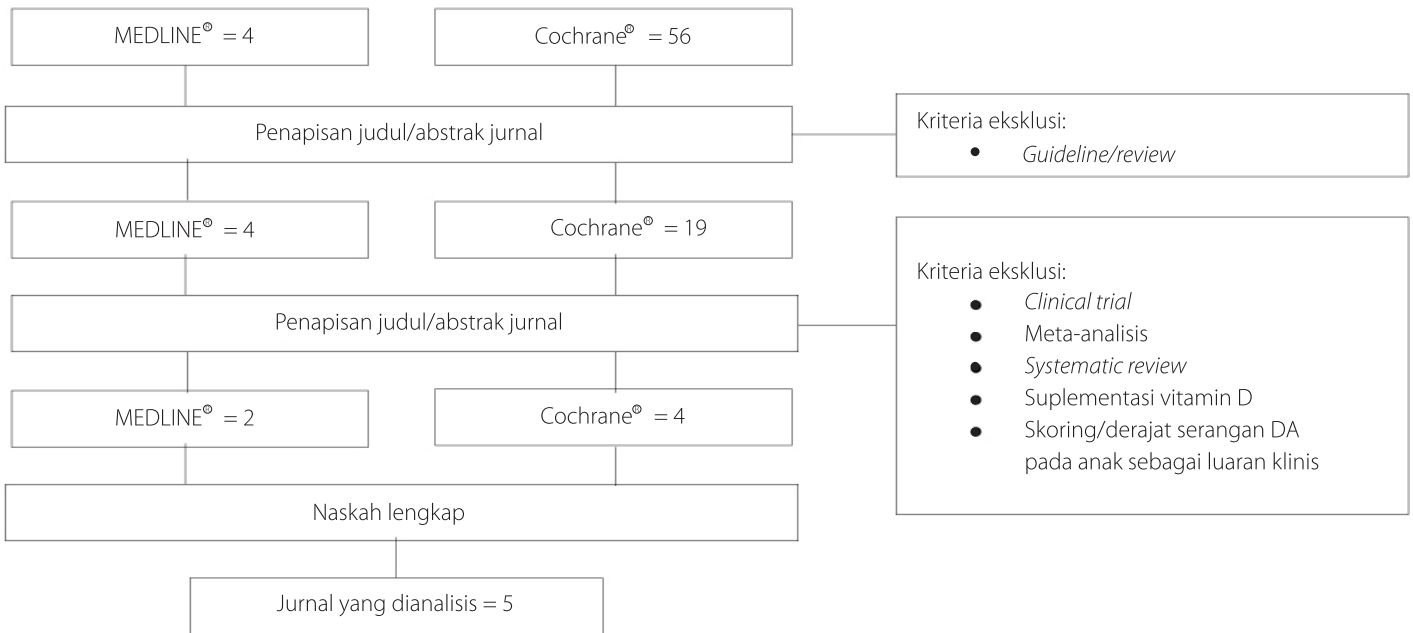 MEDLINE® = 4
Cochrane® = 56
Penapisan judul/abstrak jurnal
Kriteria eksklusi:
• Guideline/review
MEDLINE® = 4
Cochrane® = 19
Penapisan judul/abstrak jurnal
Kriteria eksklusi:
• Clinical trial
• Meta-analisis
• Systematic review
• Suplementasi vitamin D
• Skoring/derajat serangan DA
pada anak sebagai luaran klinis
MEDLINE® = 2
Cochrane® = 4
Naskah lengkap
Jurnal yang dianalisis = 5